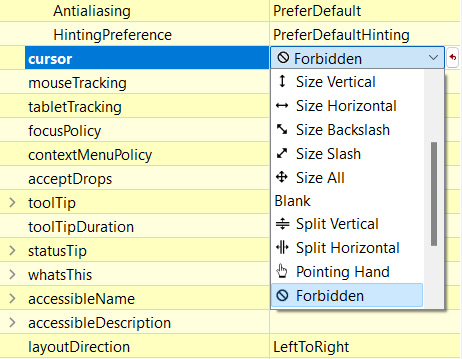 Antialiasing PreferDefault
HintingPreference PreferDefaultHinting
cursor Forbidden
mouseTracking Size Vertical
tabletTracking Size Horizontal
focusPolicy Size Backslash
contextMenuPolicy Size Slash
acceptDrops Size All
toolTip Blank
toolTipDuration Split Vertical
statusTip Split Horizontal
whatsThis Pointing Hand
accessibleName Forbidden
accessibleDescription
layoutDirection LeftToRight